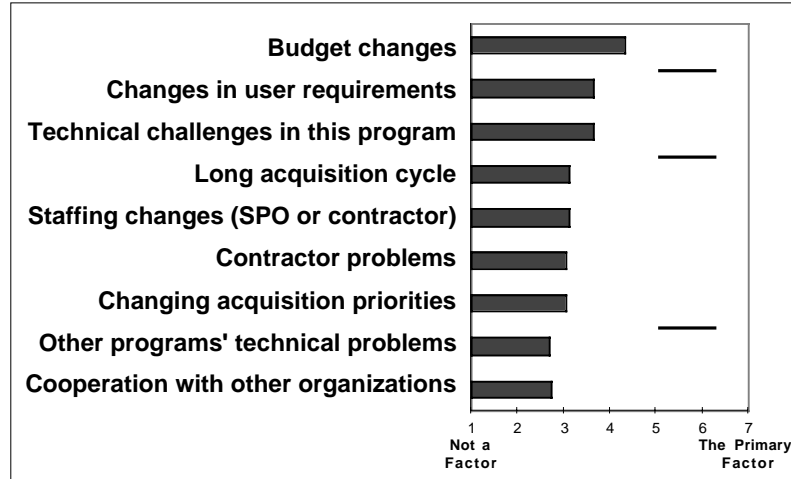 Budget changes
Changes in user requirements
Technical challenges in this program
Long acquisition cycle
Staffing changes (SPO or contractor)
Contractor problems
Changing acquisition priorities
Other programs' technical problems
Cooperation with other organizations
1 2 3 4 5 6 7
Not a The Primary
Factor Factor